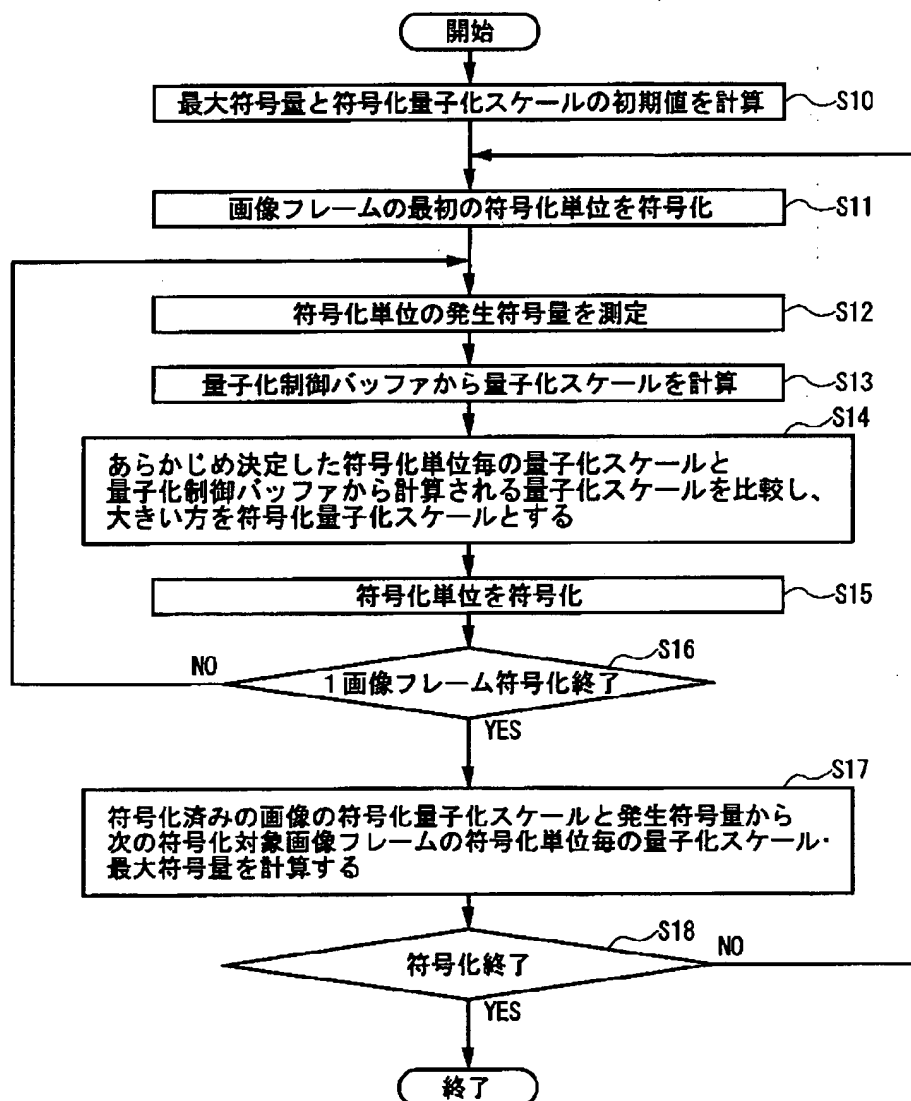 開始
最大符号量と符号化量子化スケールの初期値を計算
S10
画像フレームの最初の符号化単位を符号化
S11
符号化単位の発生符号量を測定
S12
量子化制御バッファから量子化スケールを計算
S13
S14
あらかじめ決定した符号化単位毎の量子化スケールと
量子化制御バッファから計算される量子化スケールを比較し、
大きい方を符号化量子化スケールとする
符号化単位を符号化
S15
S16
NO
1画像フレーム符号化終了
YES
S17
符号化済みの画像の符号化量子化スケールと発生符号量から
次の符号化対象画像フレームの符号化単位毎の量子化スケール・
最大符号量を計算する
S18
NO
符号化終了
YES
終了